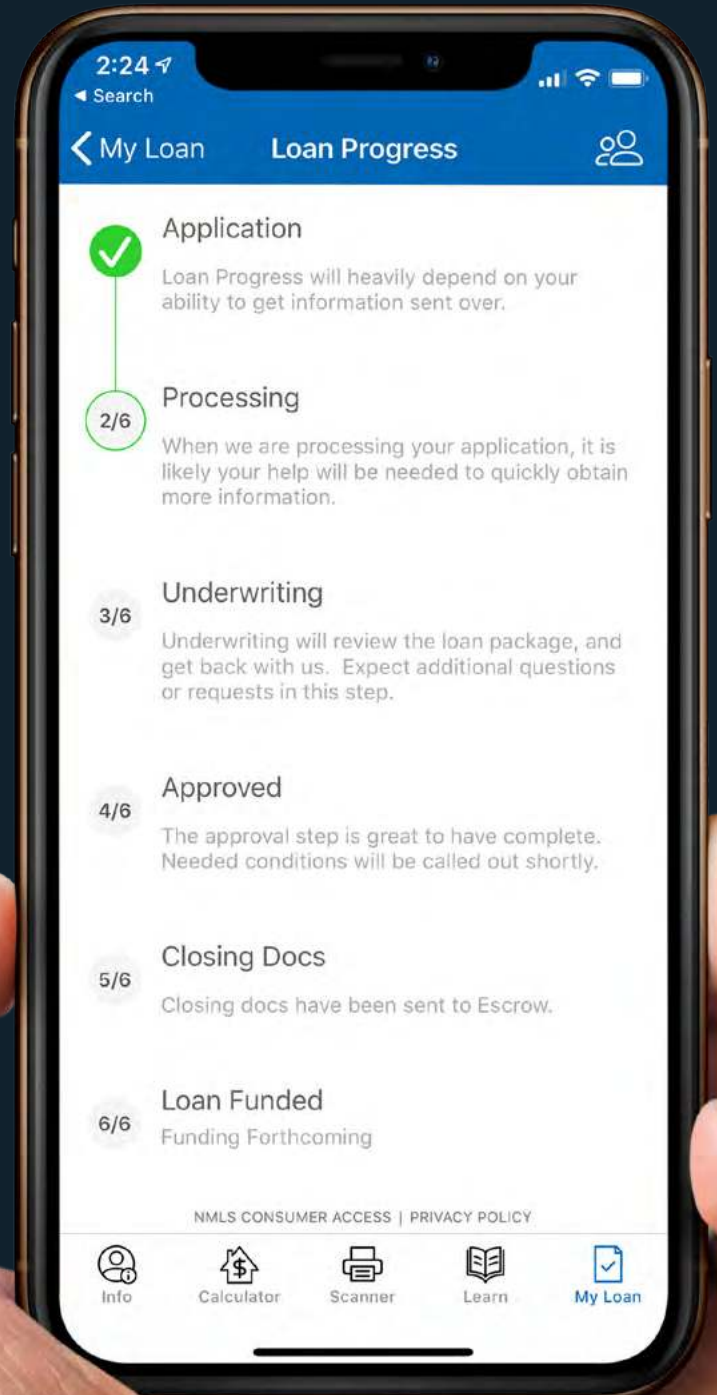 2:24
Search
My Loan
Loan Progress
Application
Loan Progress will heavily depend on your
ability to get information sent over.
2/6
Processing
When we are processing your application, it is
likely your help will be needed to quickly obtain
more information.
3/6
Underwriting
Underwriting will review the loan package, and
get back with us.  Expect additional questions
or requests in this step.
4/6
Approved
The approval step is great to have complete.
Needed conditions will be called out shortly.
5/6
Closing Docs
Closing docs have been sent to Escrow.
6/6
Loan Funded
Funding Forthcoming
NMLS CONSUMER ACCESS | PRIVACY POLICY
Info
Calculator
Scanner
Learn
My Loan